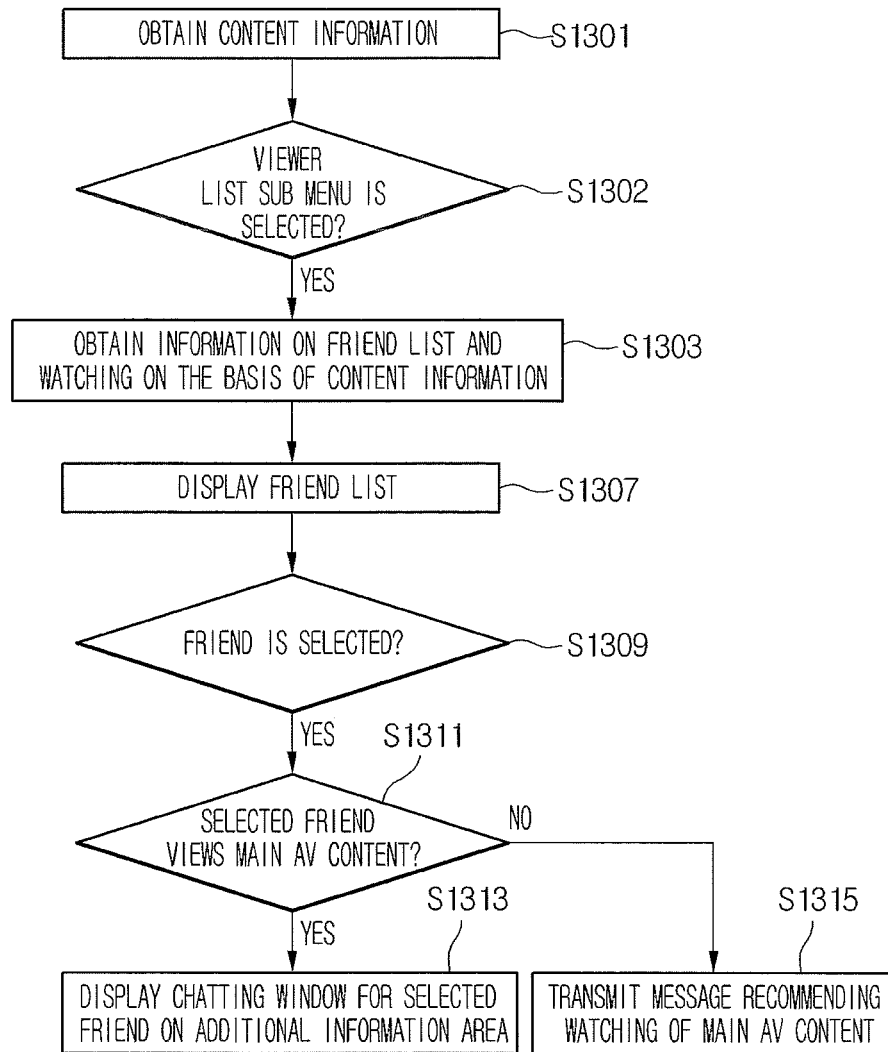 OBTAIN CONTENT INFORMATION
S1301
VIEWER
LIST SUB MENU IS
SELECTED?
S1302
YES
OBTAIN INFORMATION ON FRIEND LIST AND
WATCHING ON THE BASIS OF CONTENT INFORMATION
S1303
DISPLAY FRIEND LIST
S1307
FRIEND IS SELECTED?
S1309
YES
S1311
SELECTED FRIEND
VIEWS MAIN AV CONTENT?
NO
YES
S1313
DISPLAY CHATTING WINDOW FOR SELECTED
FRIEND ON ADDITIONAL INFORMATION AREA
S1315
TRANSMIT MESSAGE RECOMMENDING
WATCHING OF MAIN AV CONTENT